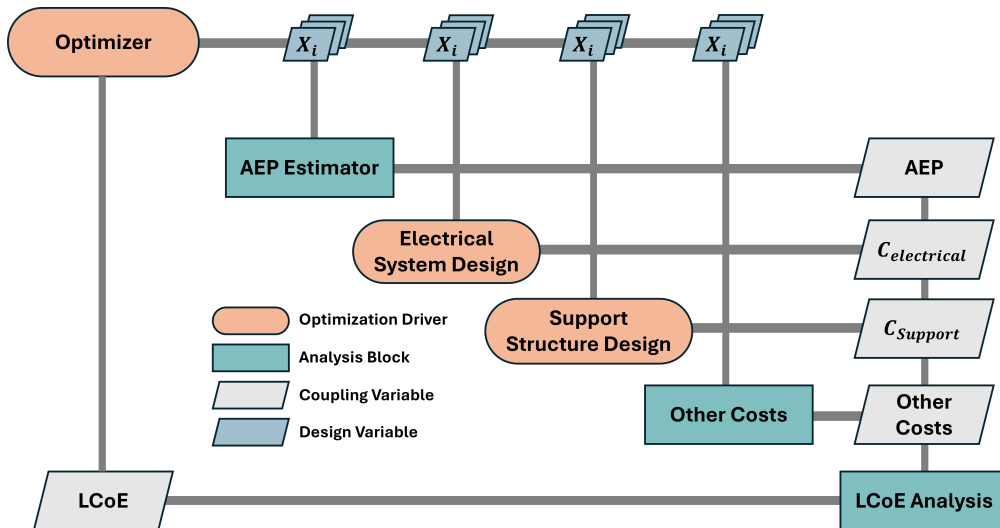 Optimizer
X_i
X_i
X_i
X_i
AEP Estimator
AEP
Electrical
System Design
C_electrical
Support
Structure Design
C_Support
Optimization Driver
Analysis Block
Coupling Variable
Design Variable
Other Costs
Other
Costs
LCoE
LCoE Analysis